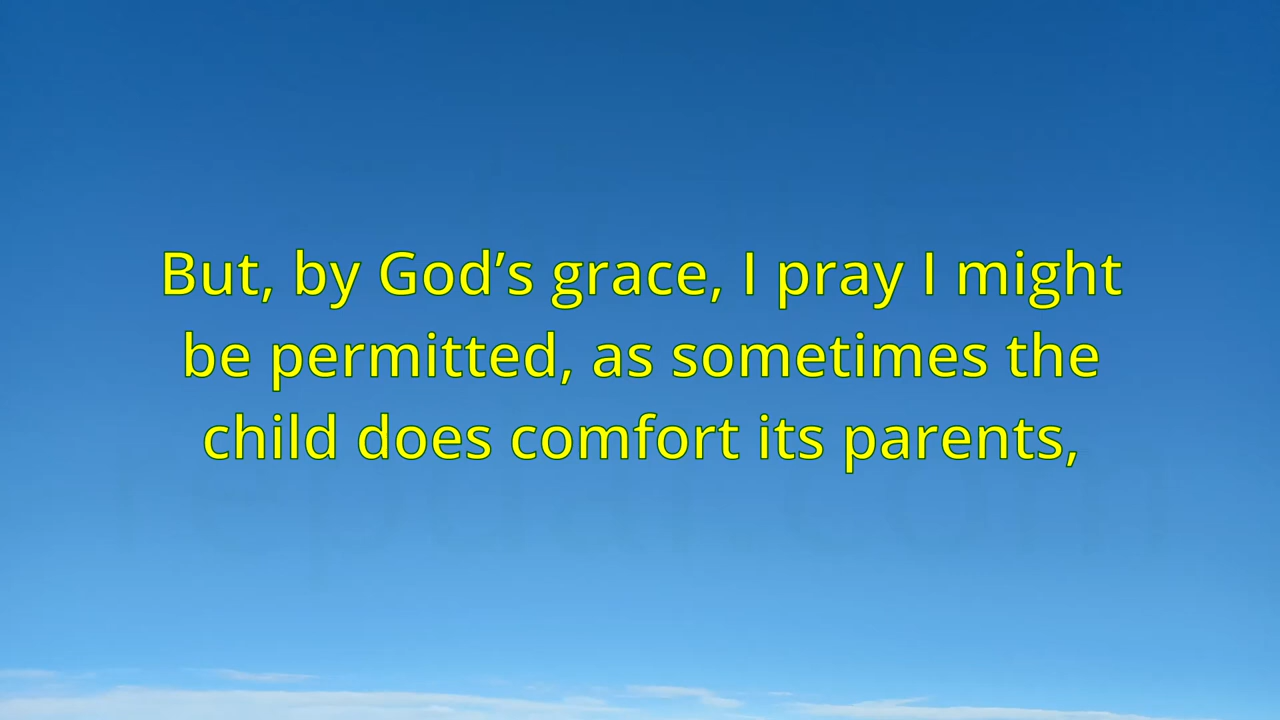 But, by God’s grace, I pray I might
be permitted, as sometimes the
child does comfort its parents,